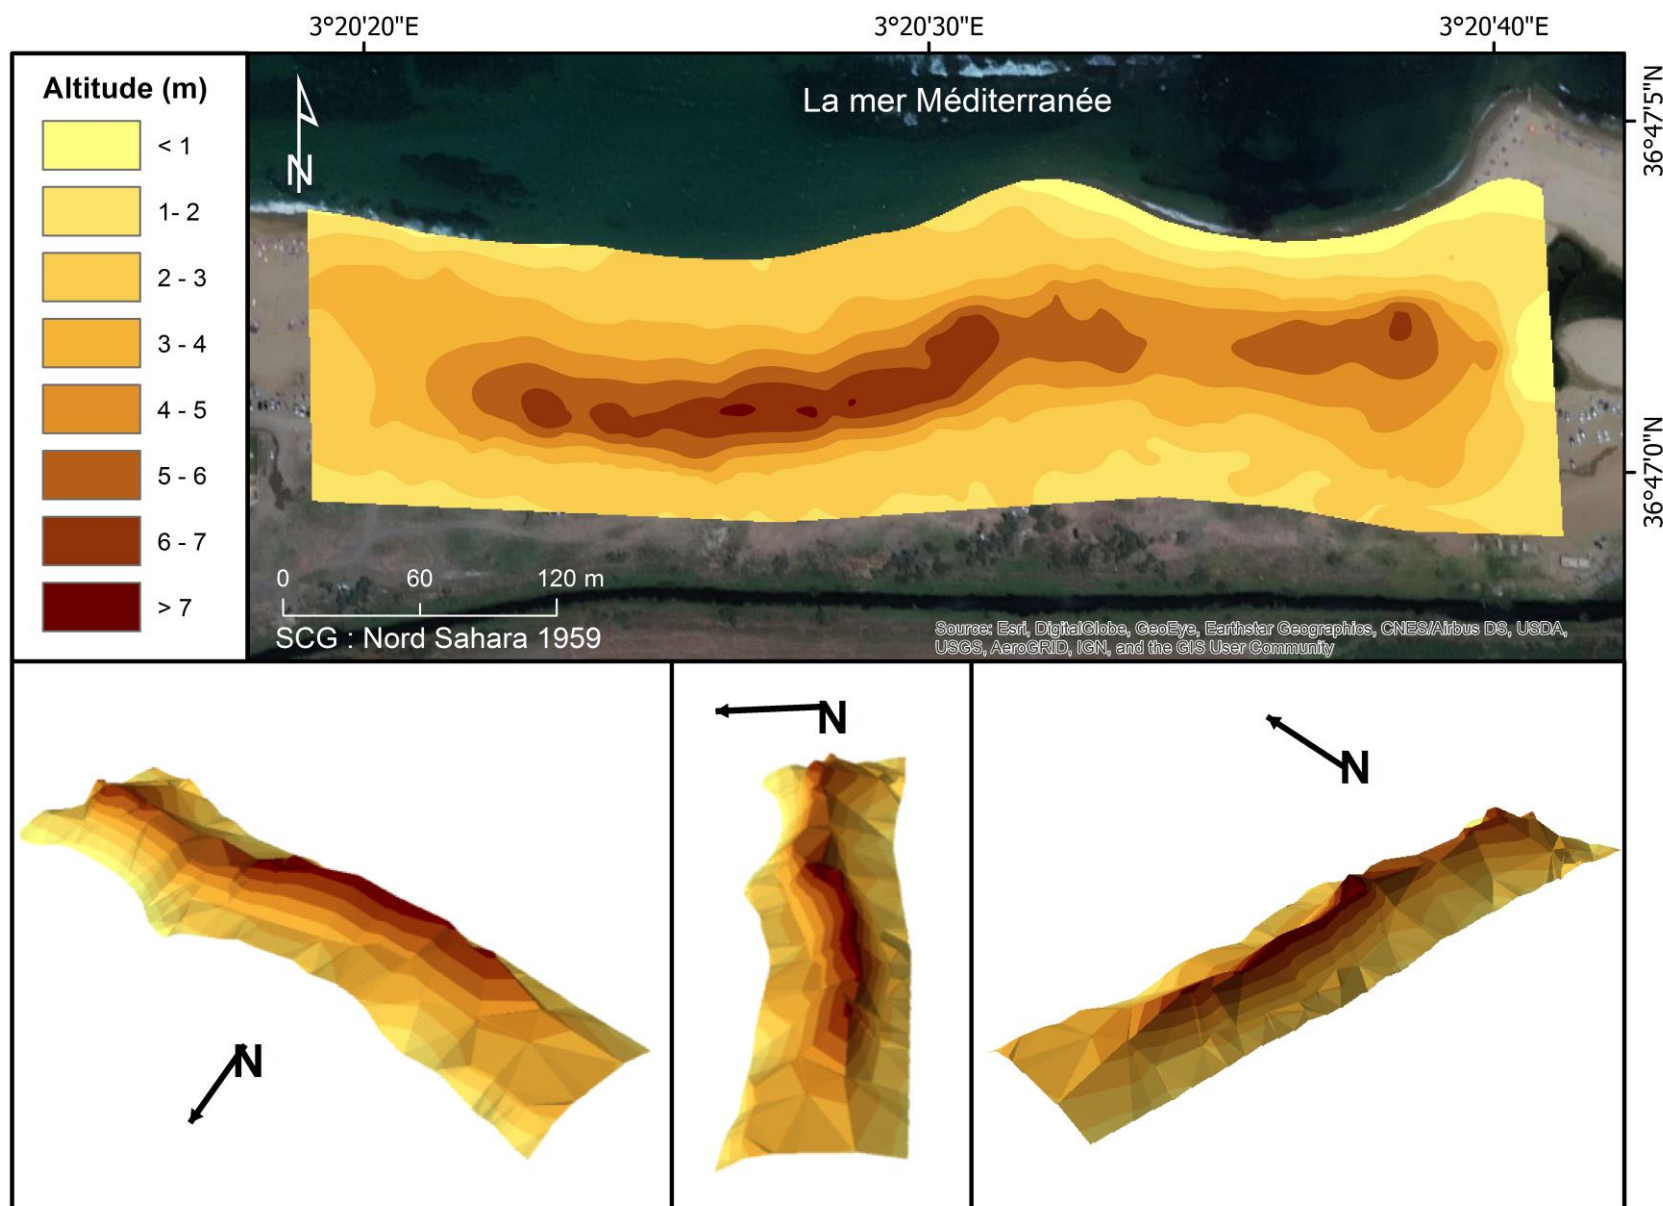 3°20'20"E
3°20'30"E
3°20'40"E
Altitude (m)
< 1
1- 2
2 - 3
3 - 4
4 - 5
5 - 6
6 - 7
> 7
N
La mer Méditerranée
36°47'5"N
36°47'0"N
0 60 120 m
SCG : Nord Sahara 1959
Source: Esri, DigitalGlobe, GeoEye, Earthstar Geographics, CNES/Airbus DS, USDA,
USGS, AeroGRID, IGN, and the GIS User Community
N
N
N